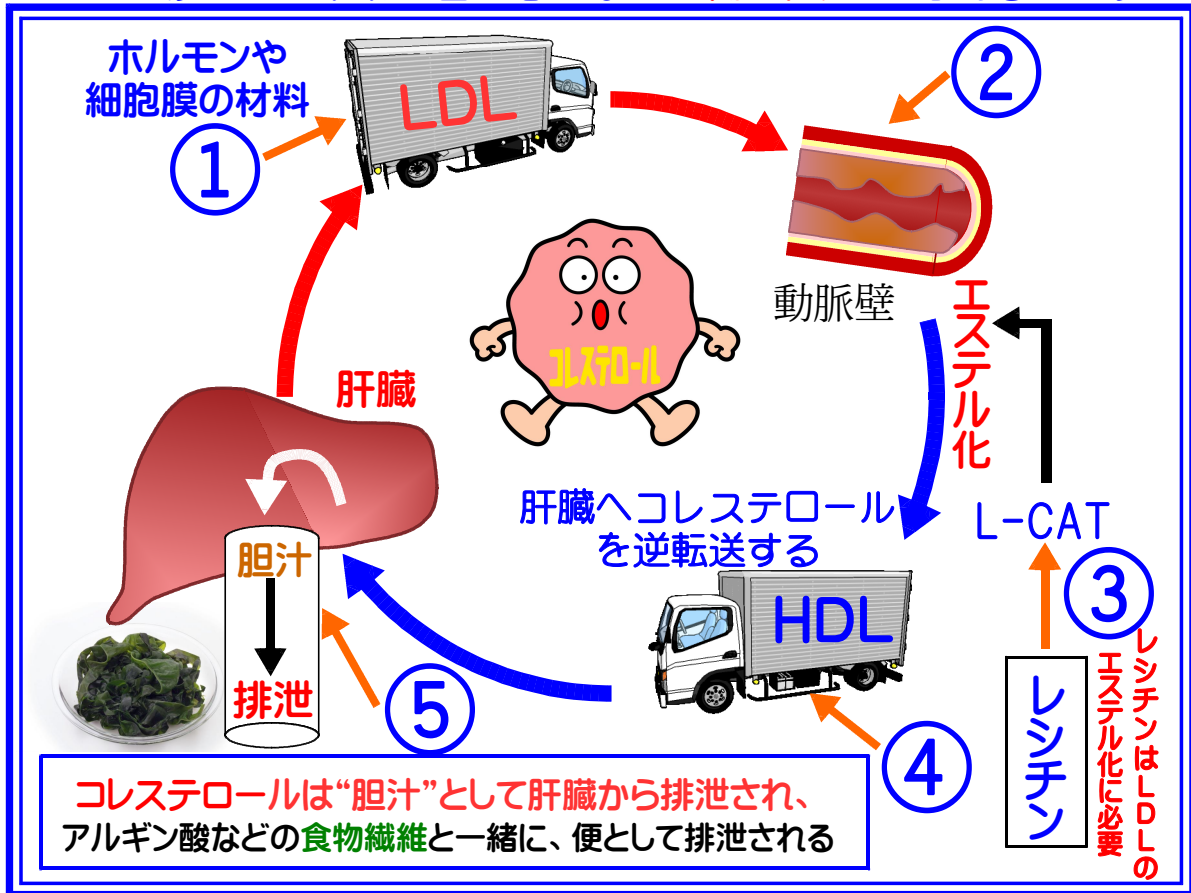 ホルモンや
細胞膜の材料
①
LDL
②
動脈壁
エステル化
コレステロール
肝臓
肝臓へコレステロール
を逆転送する
L-CAT
③
レシチンはLDLの
エステル化に必要
レシチン
HDL
④
胆汁
排泄
⑤
コレステロールは“胆汁”として肝臓から排泄され、
アルギン酸などの食物繊維と一緒に、便として排泄される